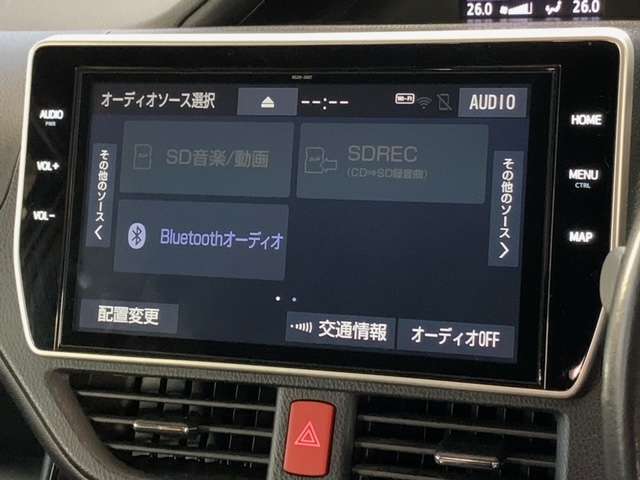 26.0
26.0
AUDIO
PWR
VOL+
VOL-
オーディオソース選択
--:--
Wi-Fi
AUDIO
SD音楽/動画
SDREC
(CD⇒SD録音曲)
その他のソース
Bluetoothオーディオ
その他のソース
配置変更
交通情報
オーディオOFF
HOME
MENU
CTRL
MAP